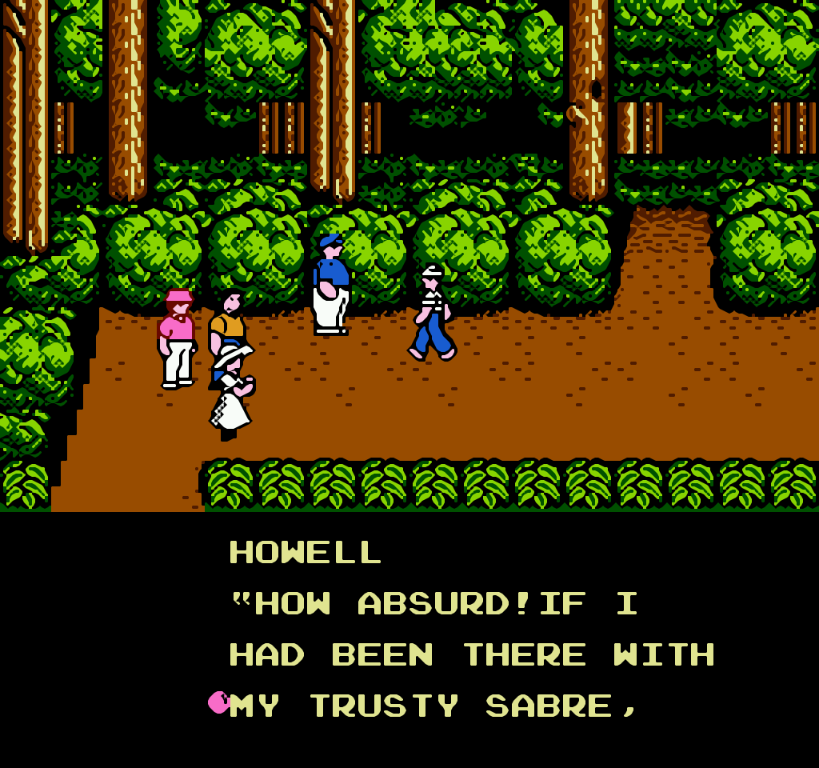 HOWELL
"HOW ABSURD!IF I
HAD BEEN THERE WITH
MY TRUSTY SABRE,